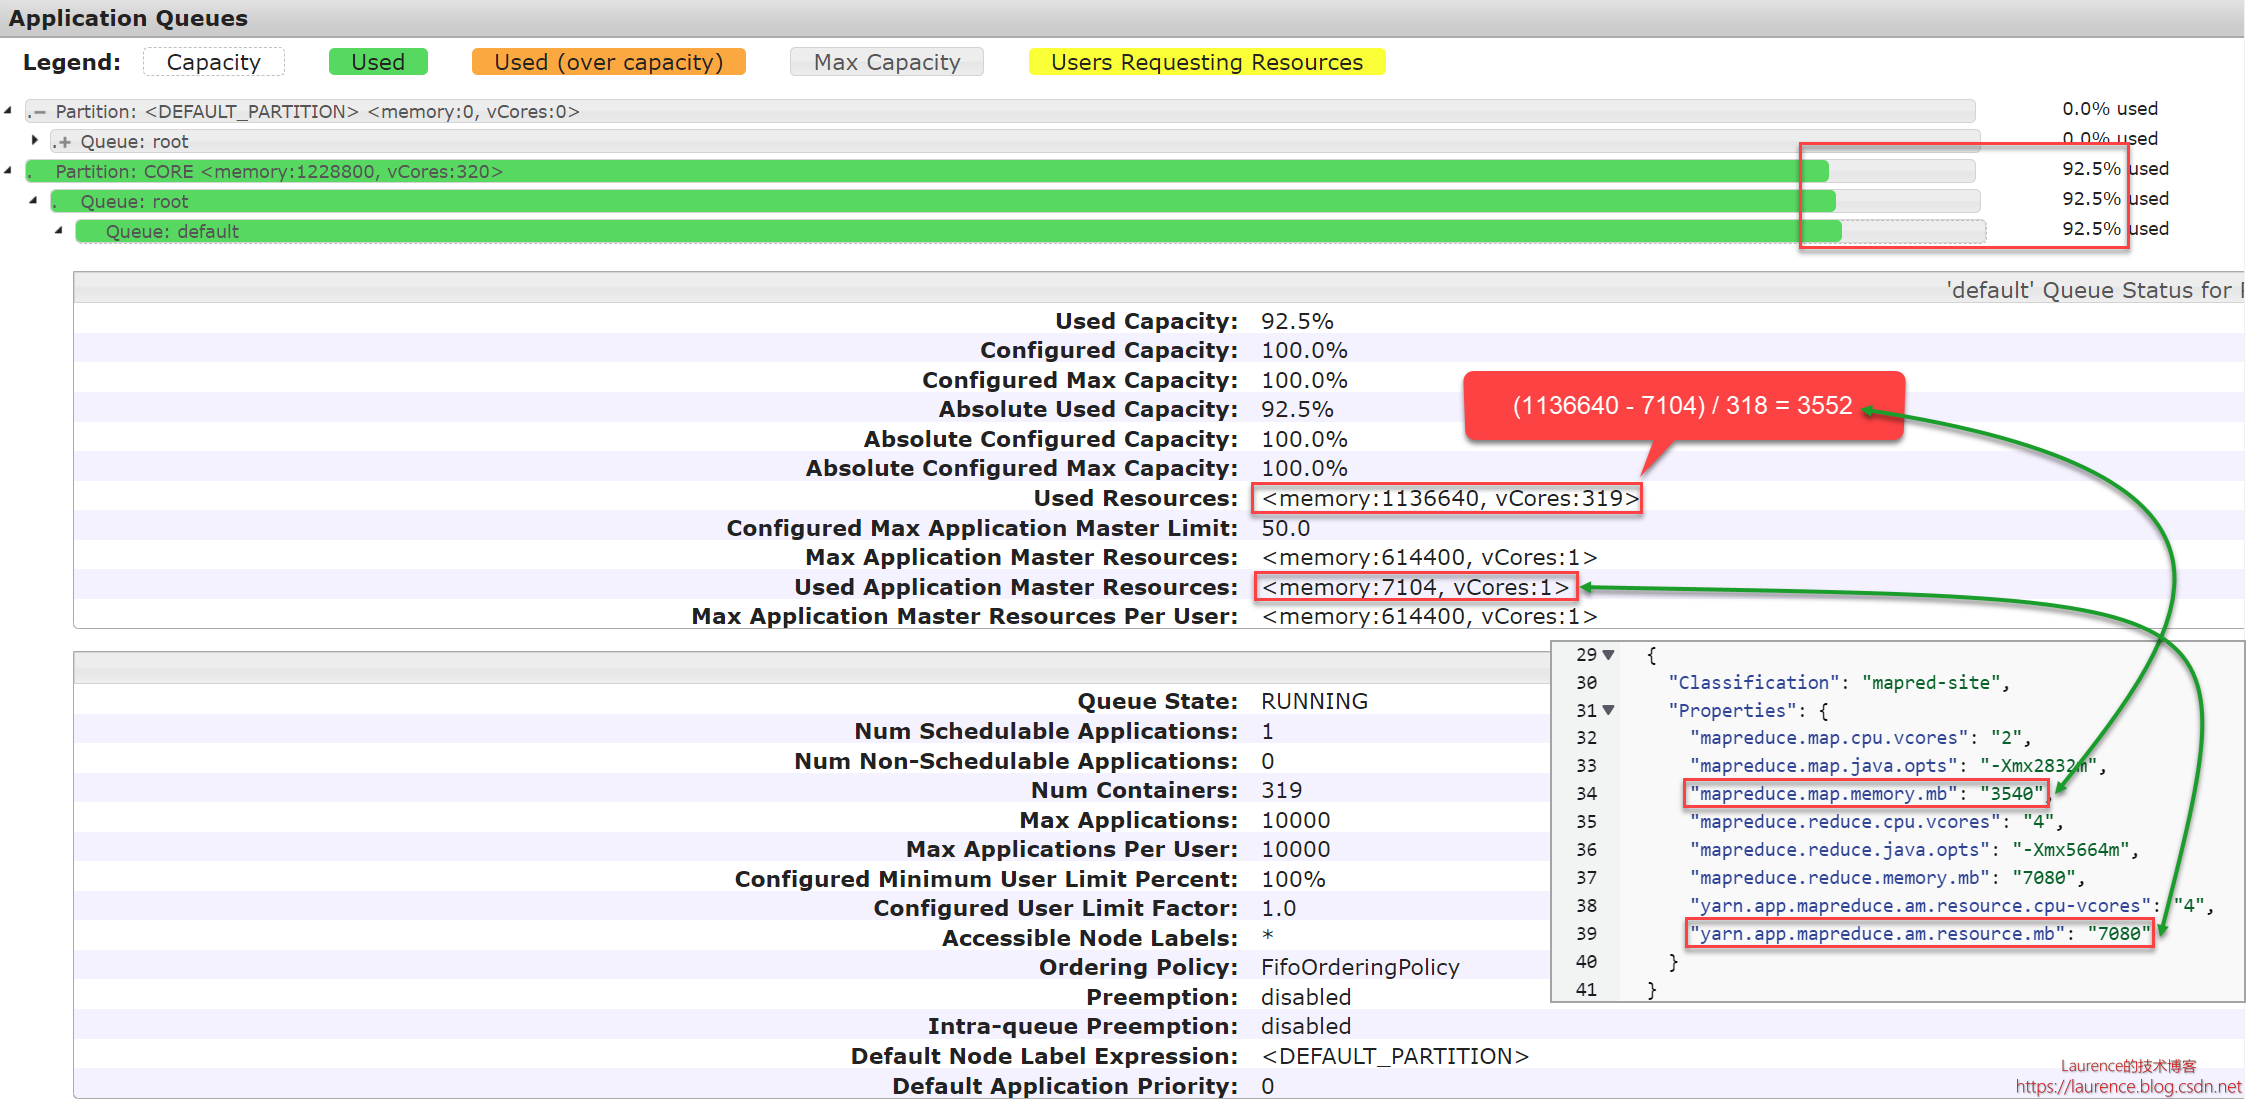 Application Queues
Legend: Capacity Used Used (over capacity) Max Capacity Users Requesting Resources
.− Partition: <DEFAULT_PARTITION> <memory:0, vCores:0> 0.0% used
.+ Queue: root 0.0% used
. Partition: CORE <memory:1228800, vCores:320> 92.5% used
. Queue: root 92.5% used
Queue: default 92.5% used
'default' Queue Status for
Used Capacity: 92.5%
Configured Capacity: 100.0%
Configured Max Capacity: 100.0%
Absolute Used Capacity: 92.5%
(1136640 - 7104) / 318 = 3552
Absolute Configured Capacity: 100.0%
Absolute Configured Max Capacity: 100.0%
Used Resources: <memory:1136640, vCores:319>
Configured Max Application Master Limit: 50.0
Max Application Master Resources: <memory:614400, vCores:1>
Used Application Master Resources: <memory:7104, vCores:1>
Max Application Master Resources Per User: <memory:614400, vCores:1>
Queue State: RUNNING
Num Schedulable Applications: 1
Num Non-Schedulable Applications: 0
Num Containers: 319
Max Applications: 10000
Max Applications Per User: 10000
Configured Minimum User Limit Percent: 100%
Configured User Limit Factor: 1.0
Accessible Node Labels: *
Ordering Policy: FifoOrderingPolicy
Preemption: disabled
Intra-queue Preemption: disabled
Default Node Label Expression: <DEFAULT_PARTITION>
Default Application Priority: 0
29 {
30 "Classification": "mapred-site",
31 "Properties": {
32 "mapreduce.map.cpu.vcores": "2",
33 "mapreduce.map.java.opts": "-Xmx2832m",
34 "mapreduce.map.memory.mb": "3540",
35 "mapreduce.reduce.cpu.vcores": "4",
36 "mapreduce.reduce.java.opts": "-Xmx5664m",
37 "mapreduce.reduce.memory.mb": "7080",
38 "yarn.app.mapreduce.am.resource.cpu-vcores": "4",
39 "yarn.app.mapreduce.am.resource.mb": "7080"
40 }
41 }
Laurence的技术博客
https://laurence.blog.csdn.net